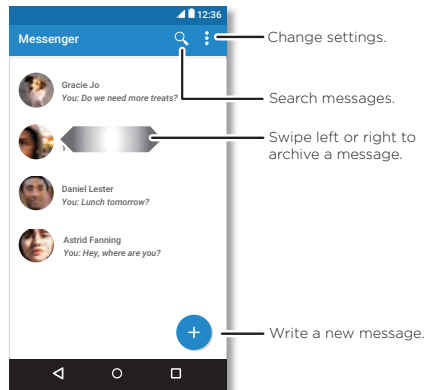 12:36
Messenger
Change settings.
Gracie Jo
You: Do we need more treats?
Search messages.
Swipe left or right to
archive a message.
Daniel Lester
You: Lunch tomorrow?
Astrid Fanning
You: Hey, where are you?
Write a new message.